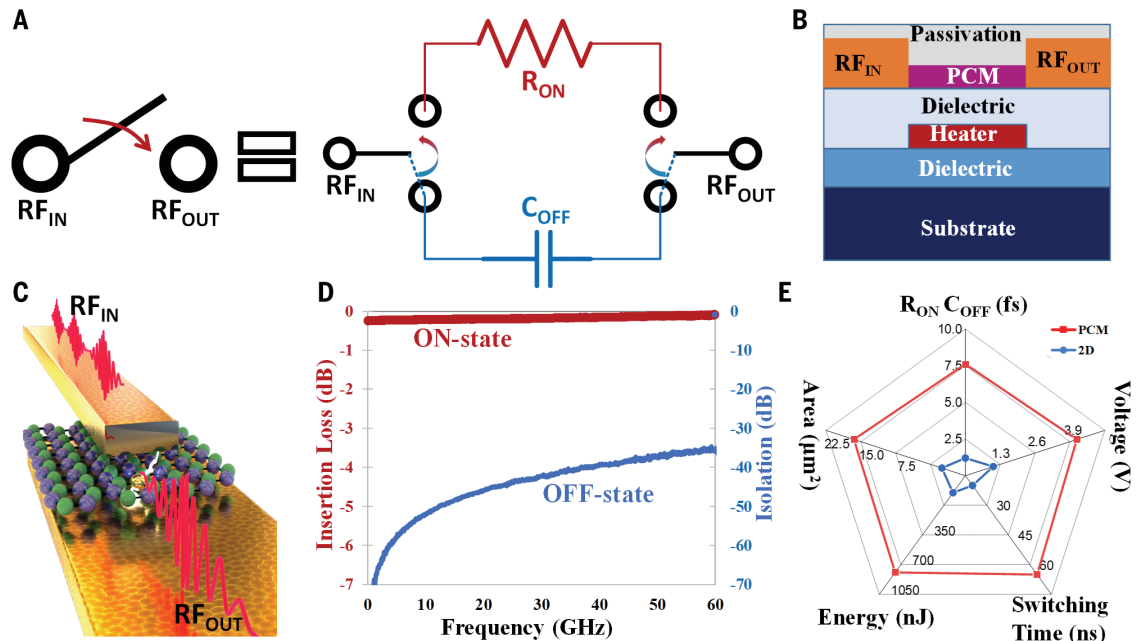 A
RF_IN
RF_OUT
R_ON
RF_IN
RF_OUT
C_OFF
B
Passivation
RF_IN
PCM
RF_OUT
Dielectric
Heater
Dielectric
Substrate
C
RF_IN
RF_OUT
D
Insertion Loss (dB)
0
-1
-2
-3
-4
-5
-6
-7
ON-state
OFF-state
0
-10
-20
-30
-40
-50
-60
-70
Isolation (dB)
0
10
20
30
40
50
60
Frequency (GHz)
E
R_ON C_OFF (fs)
PCM
2D
10.0
7.5
5.0
2.5
Voltage (V)
1.3
2.6
3.9
Switching
Time (ns)
30
45
60
Energy (nJ)
350
700
1050
Area (μm²)
7.5
15.0
22.5